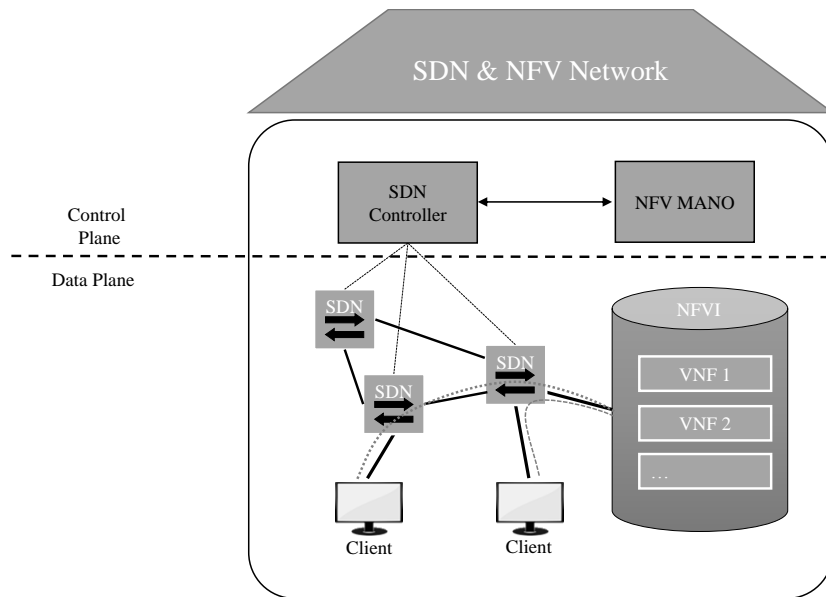 SDN & NFV Network
SDN
Controller
NFV MANO
Control
Plane
Data Plane
SDN
NFVI
SDN
VNF 1
SDN
VNF 2
...
Client
Client